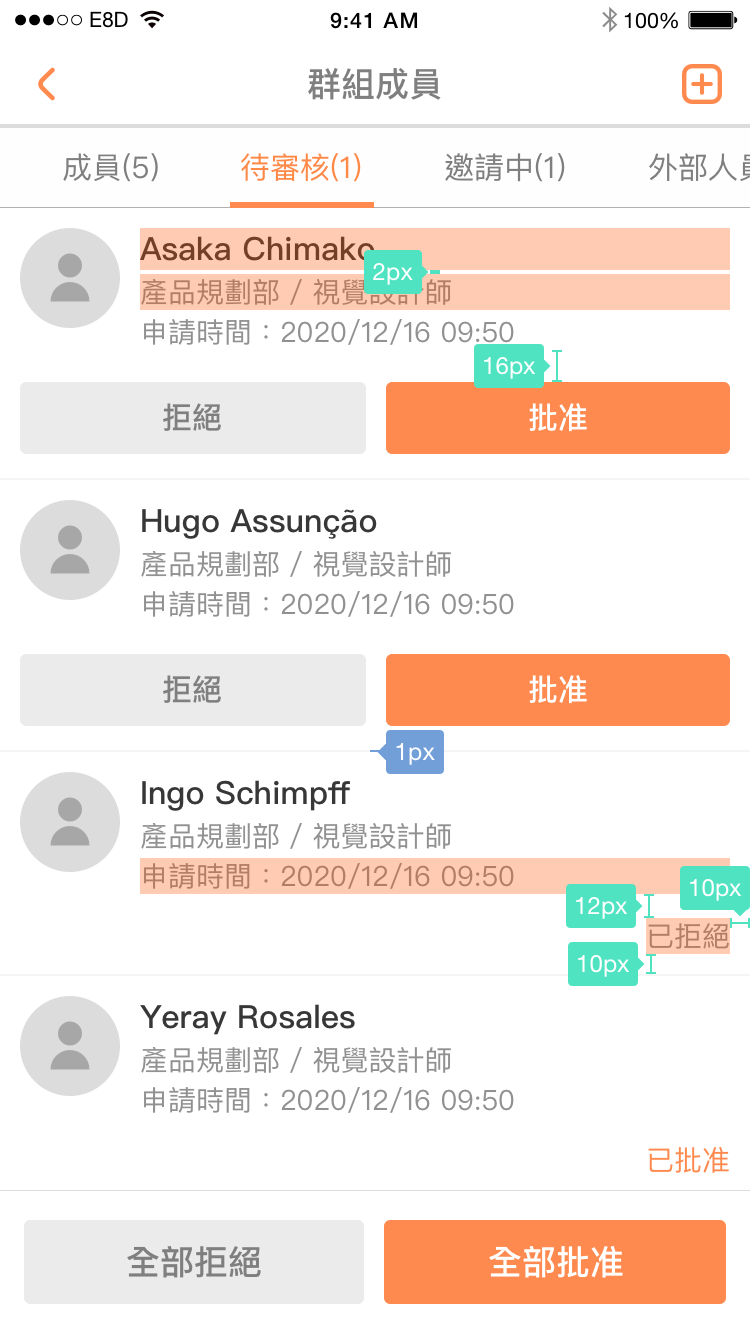 E8D 9:41 AM 100%
群組成員
成員(5) 待審核(1) 邀請中(1) 外部人員
Asaka Chimako
2px
產品規劃部 / 視覺設計師
申請時間：2020/12/16 09:50
16px
拒絕 批准
Hugo Assunção
產品規劃部 / 視覺設計師
申請時間：2020/12/16 09:50
拒絕 批准
1px
Ingo Schimpff
產品規劃部 / 視覺設計師
申請時間：2020/12/16 09:50
10px
12px
已拒絕
10px
Yeray Rosales
產品規劃部 / 視覺設計師
申請時間：2020/12/16 09:50
已批准
全部拒絕 全部批准